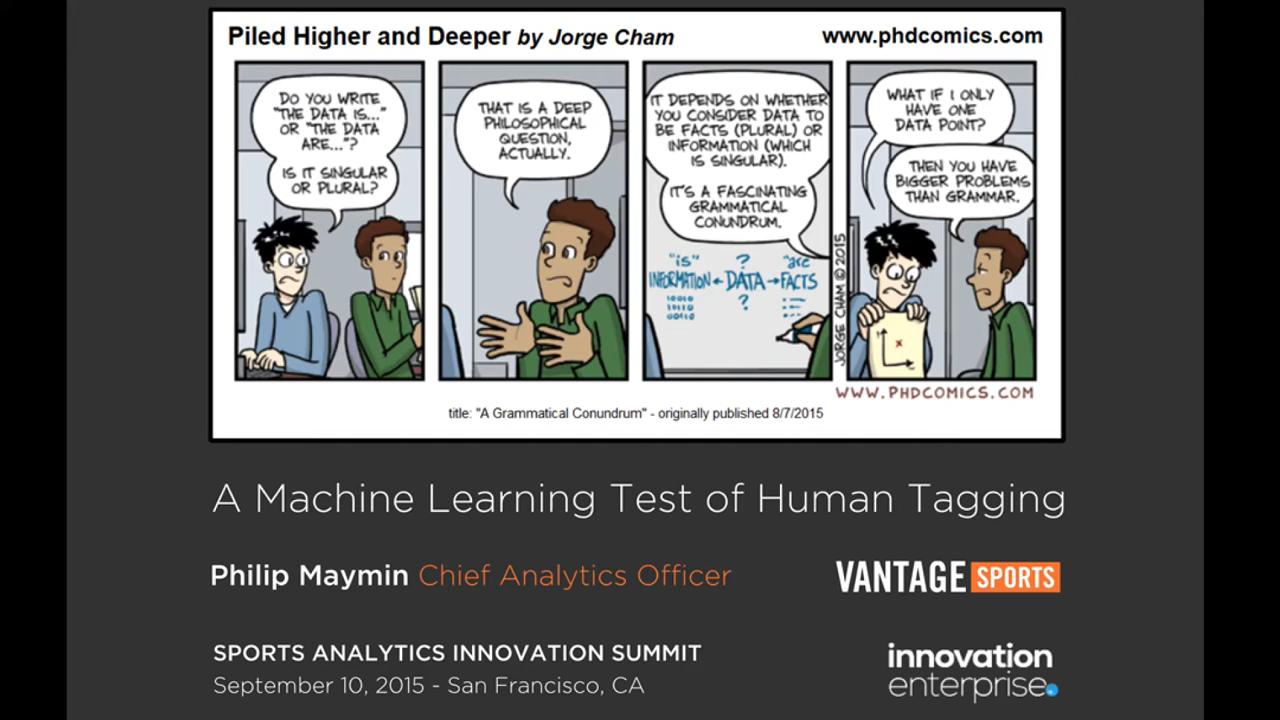 Piled Higher and Deeper by Jorge Cham
www.phdcomics.com
DO YOU WRITE
"THE DATA IS..."
OR "THE DATA
ARE..."?
IS IT SINGULAR
OR PLURAL?
THAT IS A DEEP
PHILOSOPHICAL
QUESTION,
ACTUALLY.
IT DEPENDS ON WHETHER
YOU CONSIDER DATA TO
BE FACTS (PLURAL) OR
INFORMATION (WHICH
IS SINGULAR).
IT'S A FASCINATING
GRAMMATICAL
CONUNDRUM.
"is" ? "are
INFORMATION ← DATA → FACTS
10010
10110
00110
?
JORGE CHAM © 2015
WHAT IF I ONLY
HAVE ONE
DATA POINT?
THEN YOU HAVE
BIGGER PROBLEMS
THAN GRAMMAR.
x
WWW.PHDCOMICS.COM
title: "A Grammatical Conundrum" - originally published 8/7/2015
A Machine Learning Test of Human Tagging
Philip Maymin Chief Analytics Officer
VANTAGE SPORTS
SPORTS ANALYTICS INNOVATION SUMMIT
September 10, 2015 - San Francisco, CA
innovation
enterprise